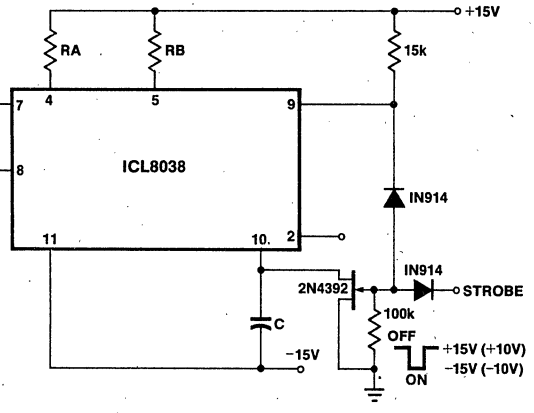 +15V
RA
RB
15k
4
5
7
9
8
ICL8038
IN914
11
10.
2
IN914
2N4392
STROBE
100k
C
OFF
+15V (+10V)
-15V
-15V (-10V)
ON